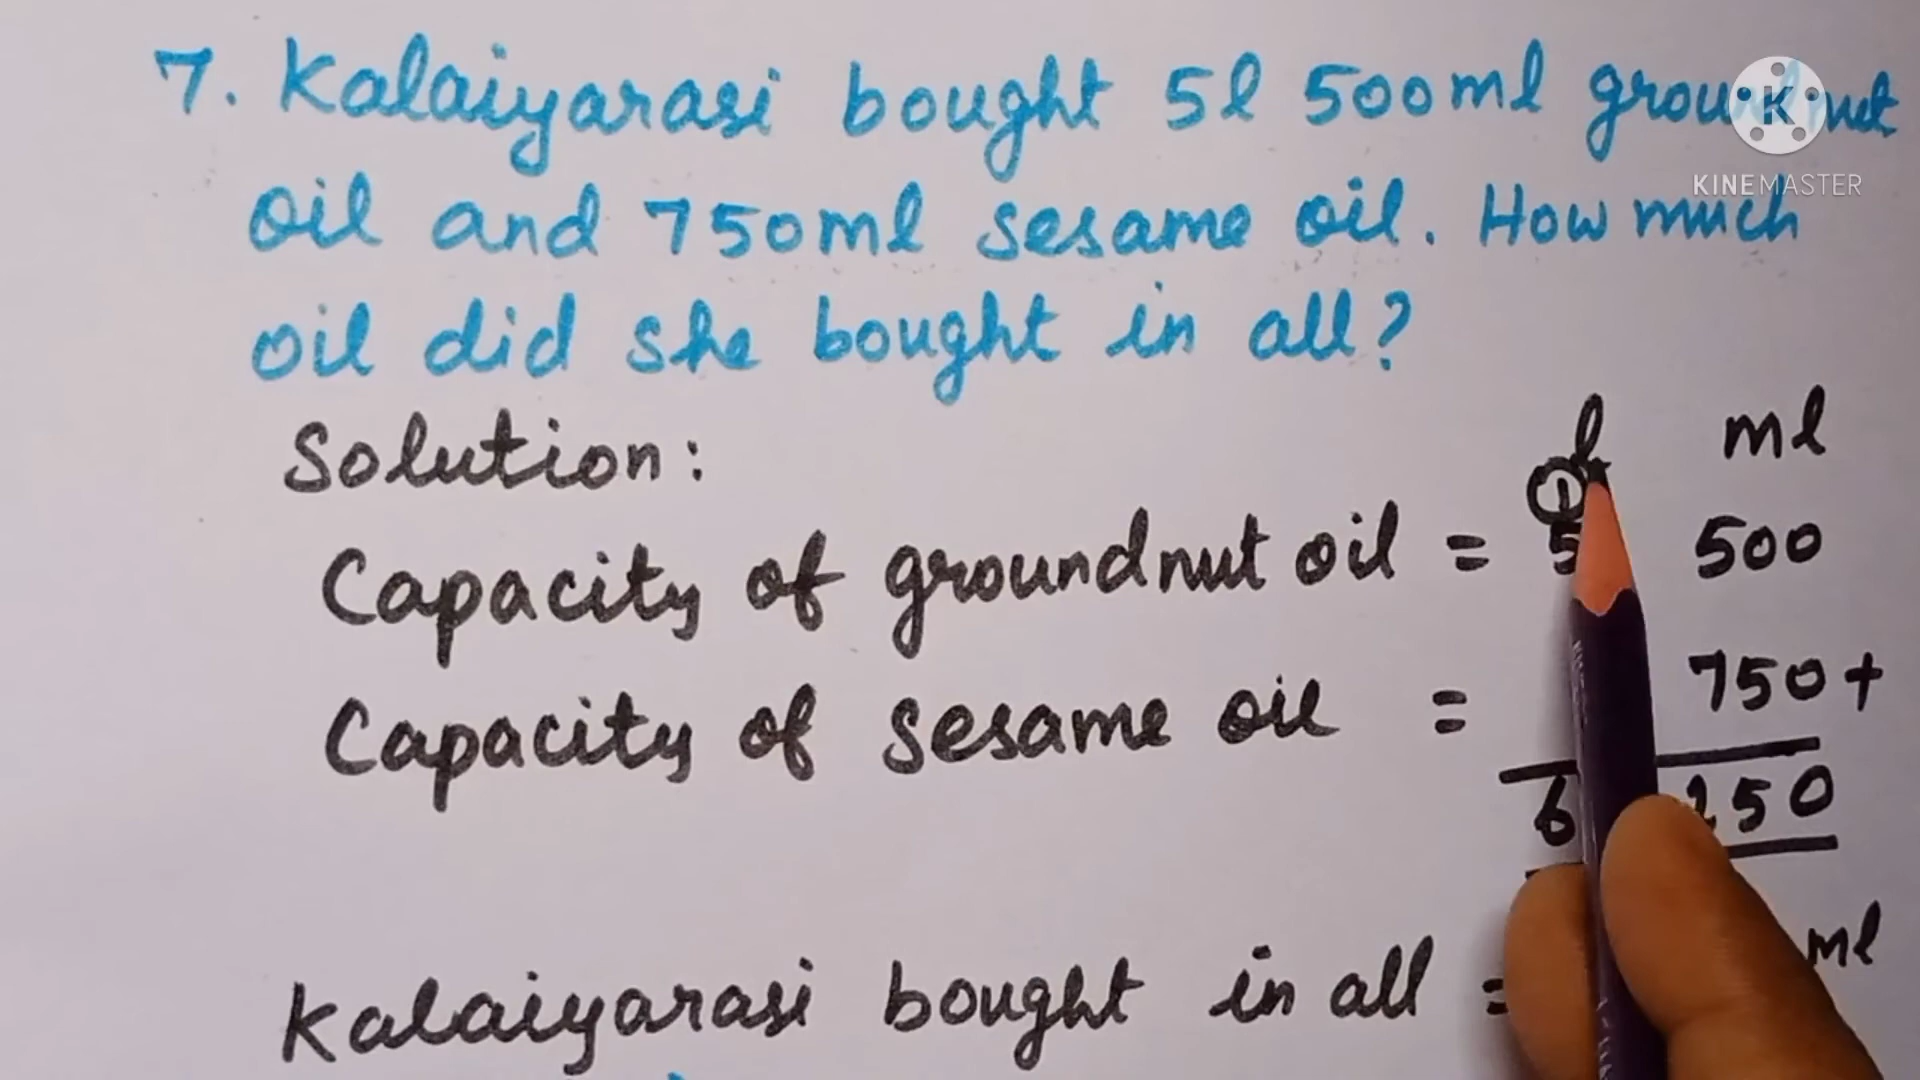 7. Kalaiyarasi bought 5l 500ml groundnut
KINEMASTER
oil and 750ml sesame oil. How much
oil did she bought in all?
Solution:
l ml
1
Capacity of groundnut oil = 5 500
Capacity of sesame oil = 750+
6 250
Kalaiyarasi bought in all = ml